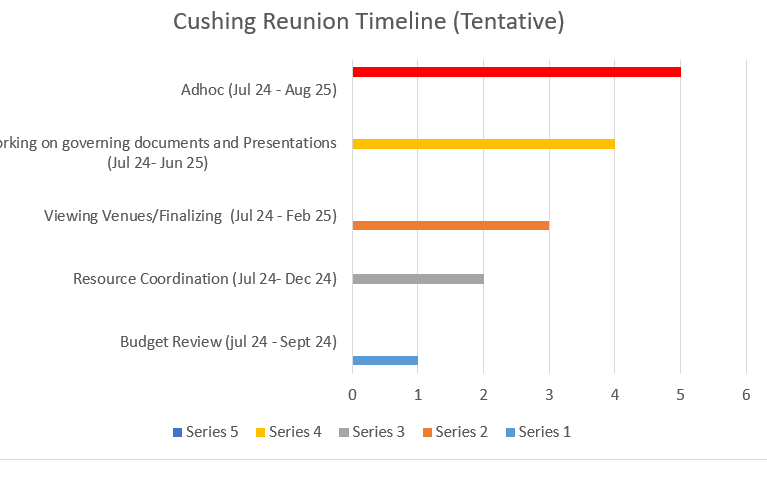 Cushing Reunion Timeline (Tentative)
Adhoc (Jul 24 - Aug 25)
orking on governing documents and Presentations
(Jul 24- Jun 25)
Viewing Venues/Finalizing  (Jul 24 - Feb 25)
Resource Coordination (Jul 24- Dec 24)
Budget Review (jul 24 - Sept 24)
0 1 2 3 4 5 6
Series 5 Series 4 Series 3 Series 2 Series 1